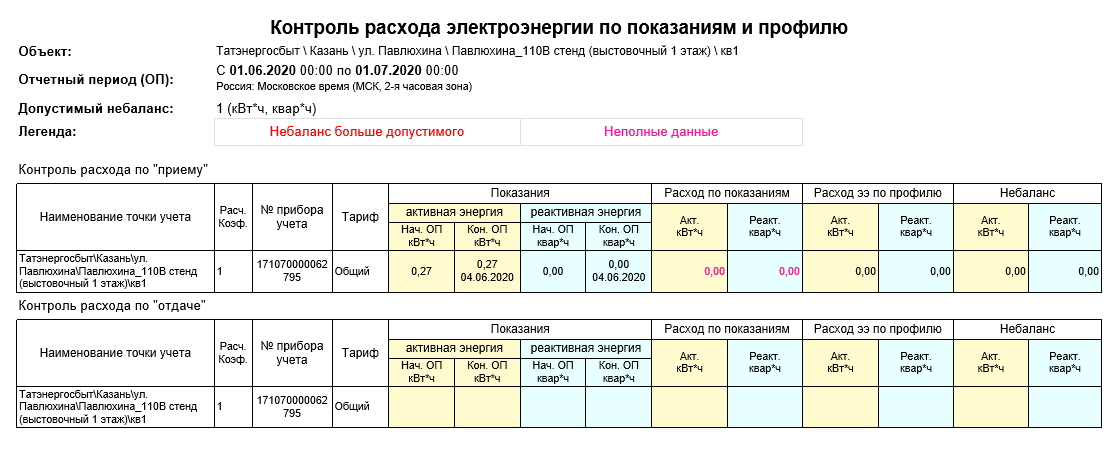 Контроль расхода электроэнергии по показаниям и профилю
Объект: Татэнергосбыт \ Казань \ ул. Павлюхина \ Павлюхина_110В стенд (выстовочный 1 этаж) \ кв1
Отчетный период (ОП): С 01.06.2020 00:00 по 01.07.2020 00:00
Россия: Московское время (МСК, 2-я часовая зона)
Допустимый небаланс: 1 (кВт*ч, квар*ч)
Легенда: Небаланс больше допустимого Неполные данные
Контроль расхода по "приему"
Наименование точки учета Расч. Коэф. № прибора учета Тариф Показания Расход по показаниям Расход ээ по профилю Небаланс
активная энергия реактивная энергия Акт. кВт*ч Реакт. квар*ч Акт. кВт*ч Реакт. квар*ч Акт. кВт*ч Реакт. квар*ч
Нач. ОП кВт*ч Кон. ОП кВт*ч Нач. ОП квар*ч Кон. ОП квар*ч
Татэнергосбыт\Казань\ул. Павлюхина\Павлюхина_110В стенд (выстовочный 1 этаж)\кв1 1 171070000062795 Общий 0,27 0,27 04.06.2020 0,00 0,00 04.06.2020 0,00 0,00 0,00 0,00 0,00 0,00
Контроль расхода по "отдаче"
Наименование точки учета Расч. Коэф. № прибора учета Тариф Показания Расход по показаниям Расход ээ по профилю Небаланс
активная энергия реактивная энергия Акт. кВт*ч Реакт. квар*ч Акт. кВт*ч Реакт. квар*ч Акт. кВт*ч Реакт. квар*ч
Нач. ОП кВт*ч Кон. ОП кВт*ч Нач. ОП квар*ч Кон. ОП квар*ч
Татэнергосбыт\Казань\ул. Павлюхина\Павлюхина_110В стенд (выстовочный 1 этаж)\кв1 1 171070000062795 Общий